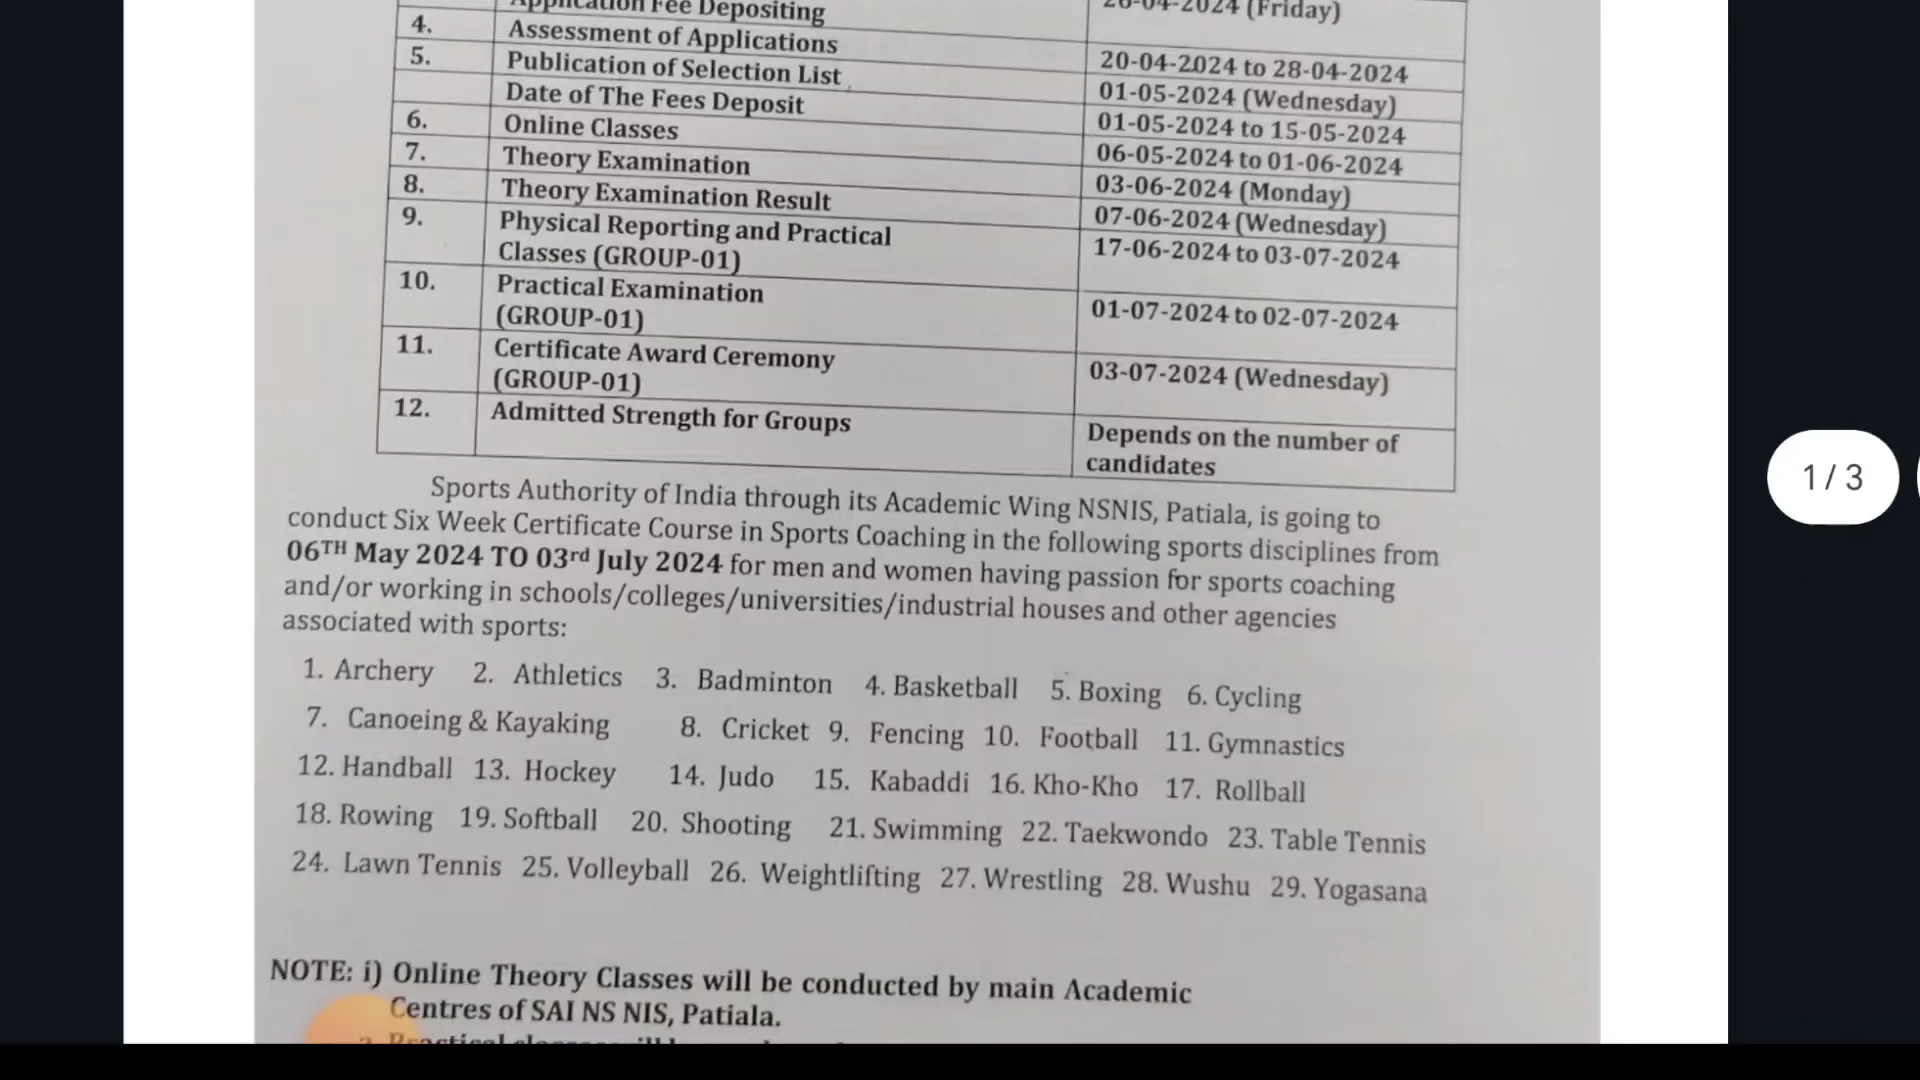 Application Fee Depositing 26-04-2024 (Friday)
4. Assessment of Applications 20-04-2024 to 28-04-2024
5. Publication of Selection List 01-05-2024 (Wednesday)
Date of The Fees Deposit 01-05-2024 to 15-05-2024
6. Online Classes 06-05-2024 to 01-06-2024
7. Theory Examination 03-06-2024 (Monday)
8. Theory Examination Result 07-06-2024 (Wednesday)
9. Physical Reporting and Practical 17-06-2024 to 03-07-2024
Classes (GROUP-01)
10. Practical Examination 01-07-2024 to 02-07-2024
(GROUP-01)
11. Certificate Award Ceremony 03-07-2024 (Wednesday)
(GROUP-01)
12. Admitted Strength for Groups Depends on the number of
candidates
Sports Authority of India through its Academic Wing NSNIS, Patiala, is going to
conduct Six Week Certificate Course in Sports Coaching in the following sports disciplines from
06TH May 2024 TO 03rd July 2024 for men and women having passion for sports coaching
and/or working in schools/colleges/universities/industrial houses and other agencies
associated with sports:
1. Archery 2. Athletics 3. Badminton 4. Basketball 5. Boxing 6. Cycling
7. Canoeing & Kayaking 8. Cricket 9. Fencing 10. Football 11. Gymnastics
12. Handball 13. Hockey 14. Judo 15. Kabaddi 16. Kho-Kho 17. Rollball
18. Rowing 19. Softball 20. Shooting 21. Swimming 22. Taekwondo 23. Table Tennis
24. Lawn Tennis 25. Volleyball 26. Weightlifting 27. Wrestling 28. Wushu 29. Yogasana
NOTE: i) Online Theory Classes will be conducted by main Academic
Centres of SAI NS NIS, Patiala.
Practical classes will
1 / 3